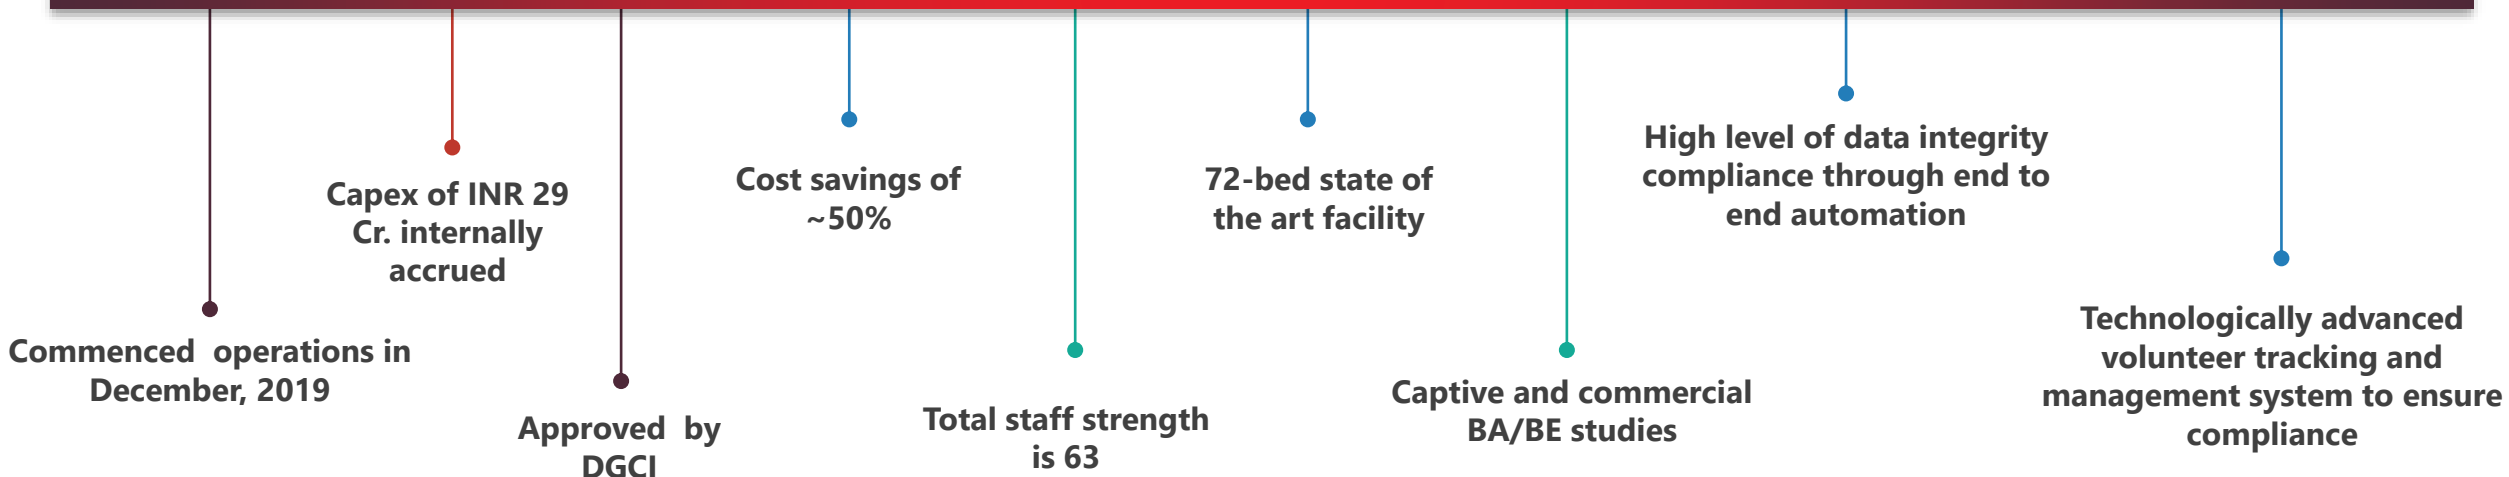 Commenced  operations in
December, 2019
Capex of INR 29
Cr. internally
accrued
Approved  by
DGCI
Cost savings of
~50%
Total staff strength
is 63
72-bed state of
the art facility
Captive and commercial
BA/BE studies
High level of data integrity
compliance through end to
end automation
Technologically advanced
volunteer tracking and
management system to ensure
compliance